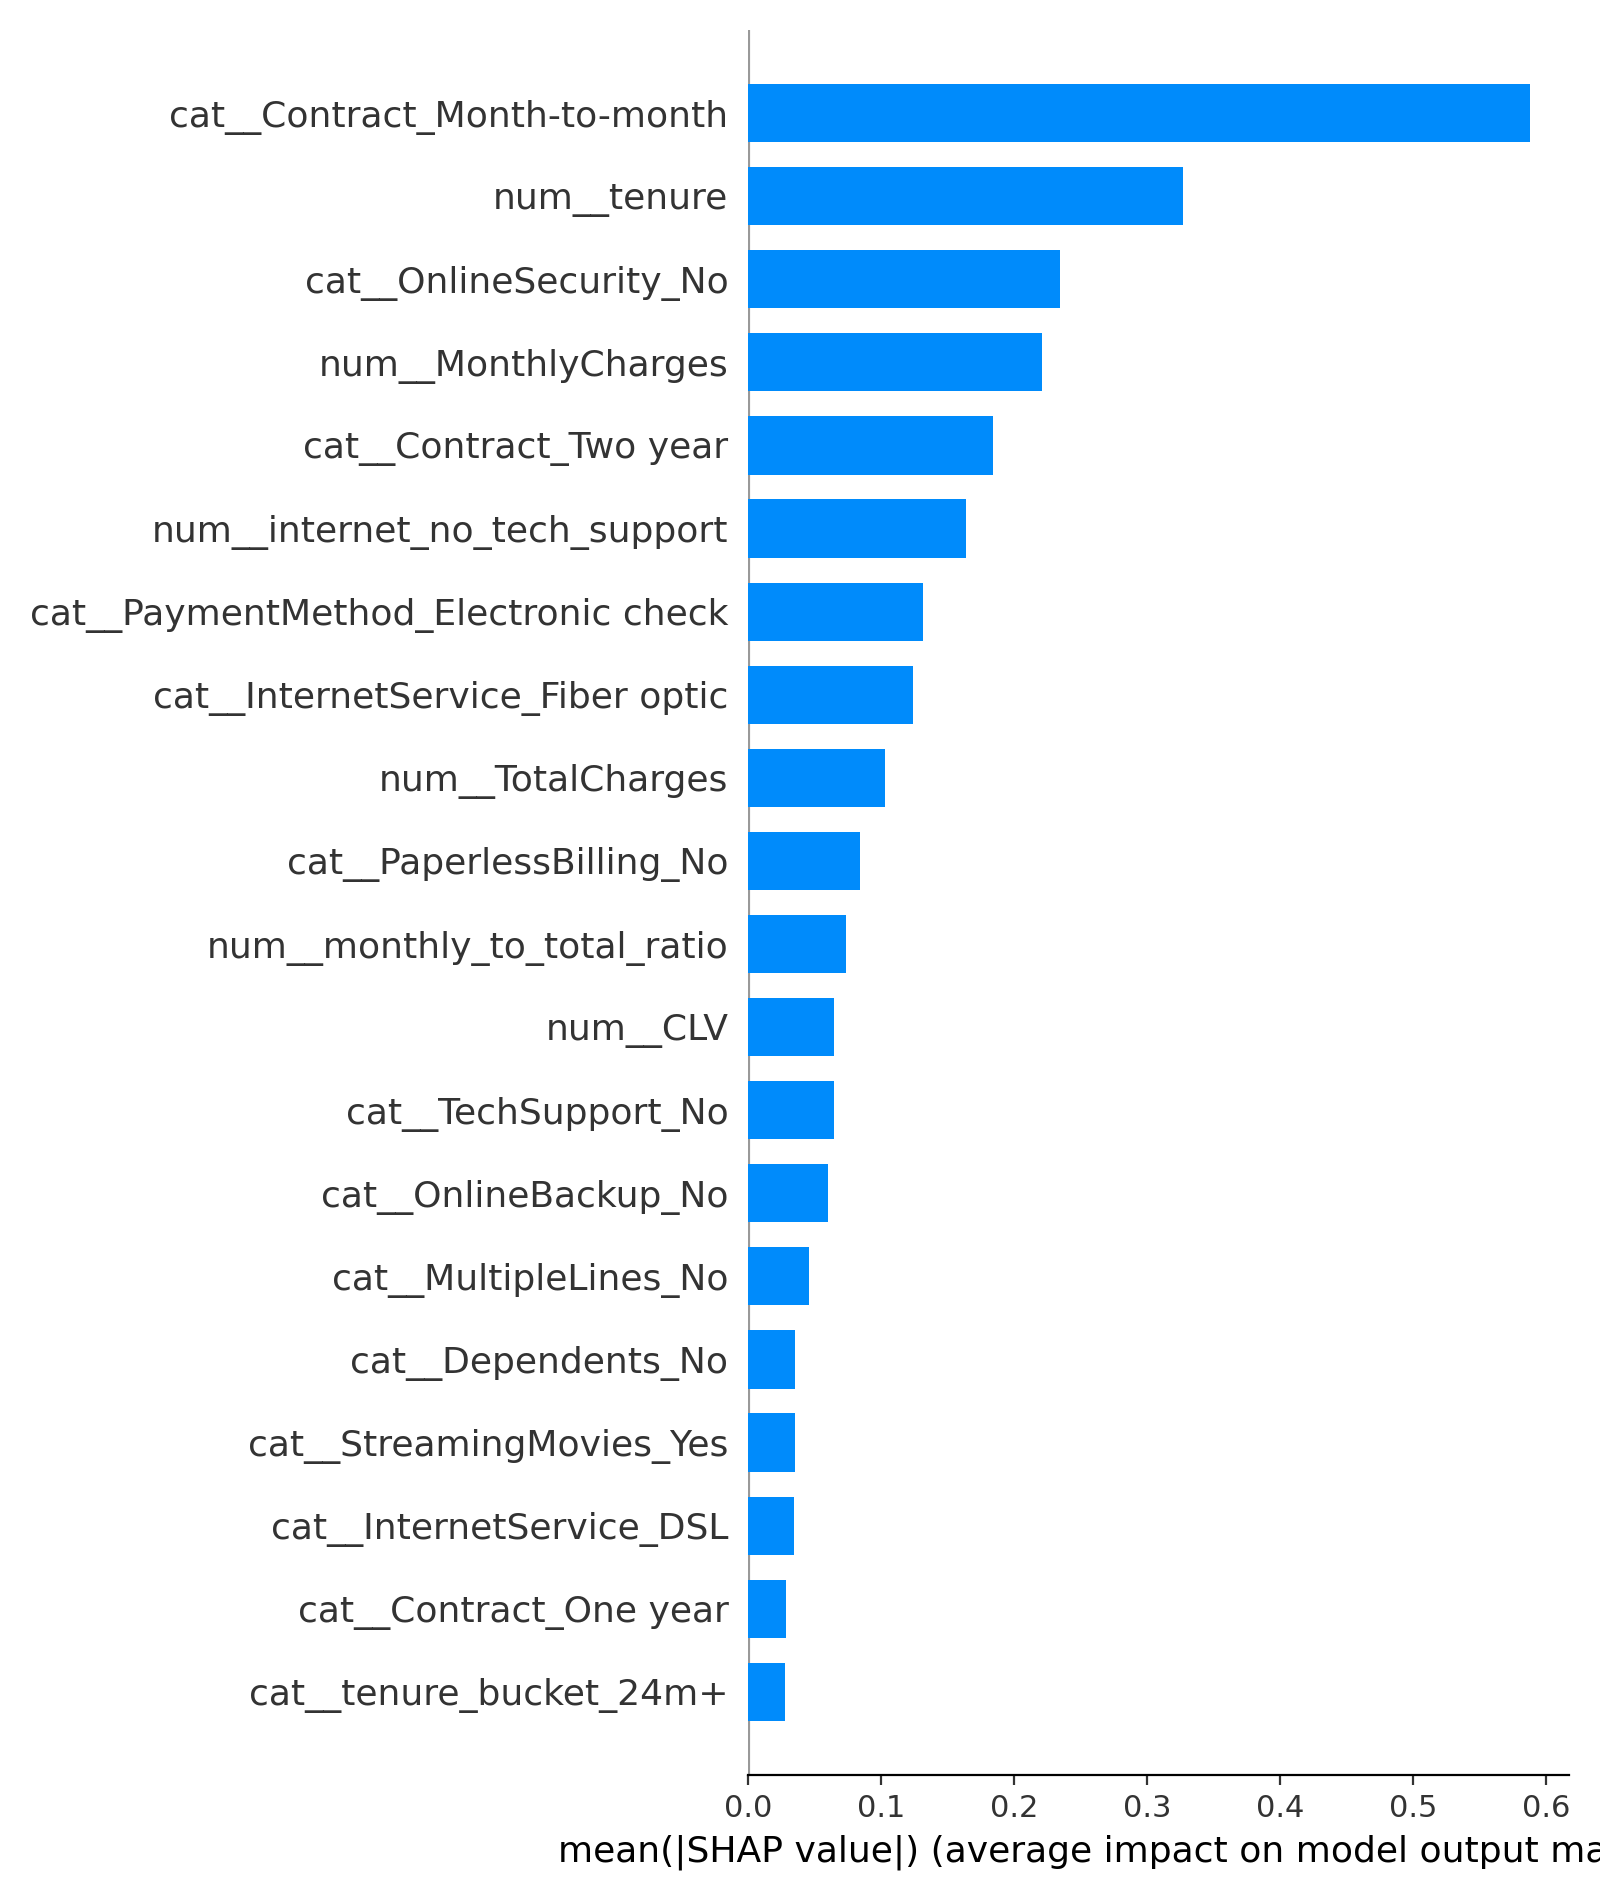 cat__Contract_Month-to-month
num__tenure
cat__OnlineSecurity_No
num__MonthlyCharges
cat__Contract_Two year
num__internet_no_tech_support
cat__PaymentMethod_Electronic check
cat__InternetService_Fiber optic
num__TotalCharges
cat__PaperlessBilling_No
num__monthly_to_total_ratio
num__CLV
cat__TechSupport_No
cat__OnlineBackup_No
cat__MultipleLines_No
cat__Dependents_No
cat__StreamingMovies_Yes
cat__InternetService_DSL
cat__Contract_One year
cat__tenure_bucket_24m+
0.0 0.1 0.2 0.3 0.4 0.5 0.6
mean(|SHAP value|) (average impact on model output ma